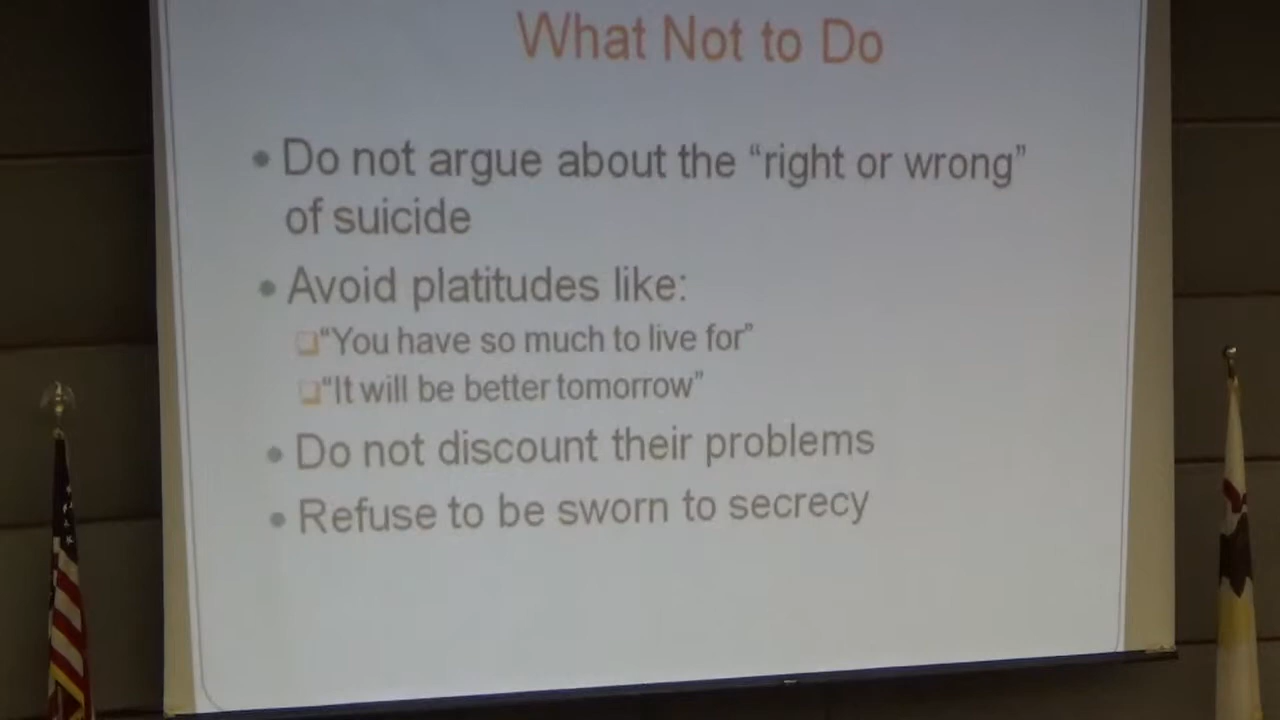 What Not to Do
• Do not argue about the “right or wrong”
of suicide
• Avoid platitudes like:
❑“You have so much to live for”
❑“It will be better tomorrow”
• Do not discount their problems
• Refuse to be sworn to secrecy